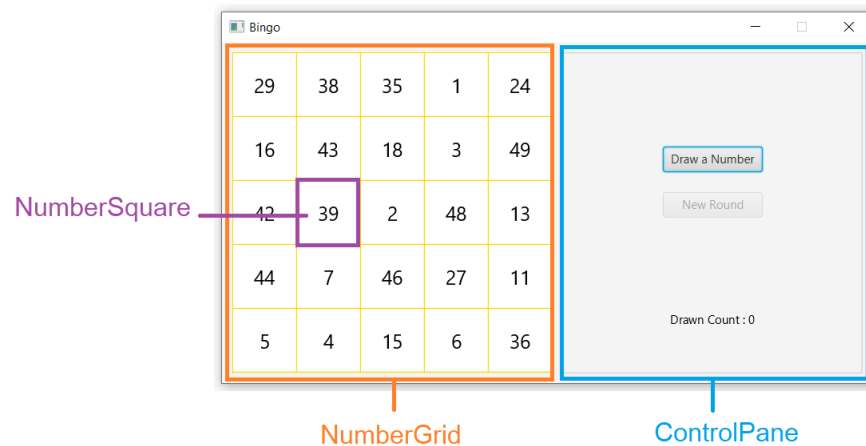 Bingo
29 38 35 1 24
16 43 18 3 49
Draw a Number
New Round
NumberSquare
42 39 2 48 13
44 7 46 27 11
Drawn Count : 0
5 4 15 6 36
NumberGrid
ControlPane